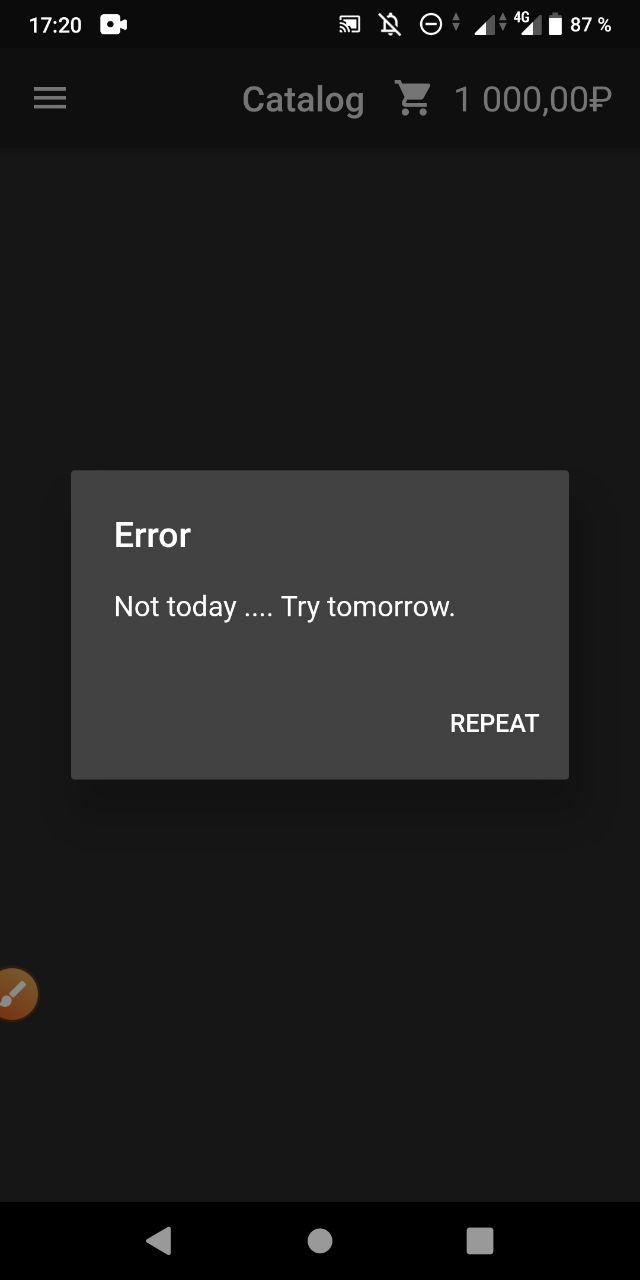 17:20 4G 87 %
Catalog 1 000,00₽
Error
Not today .... Try tomorrow.
REPEAT